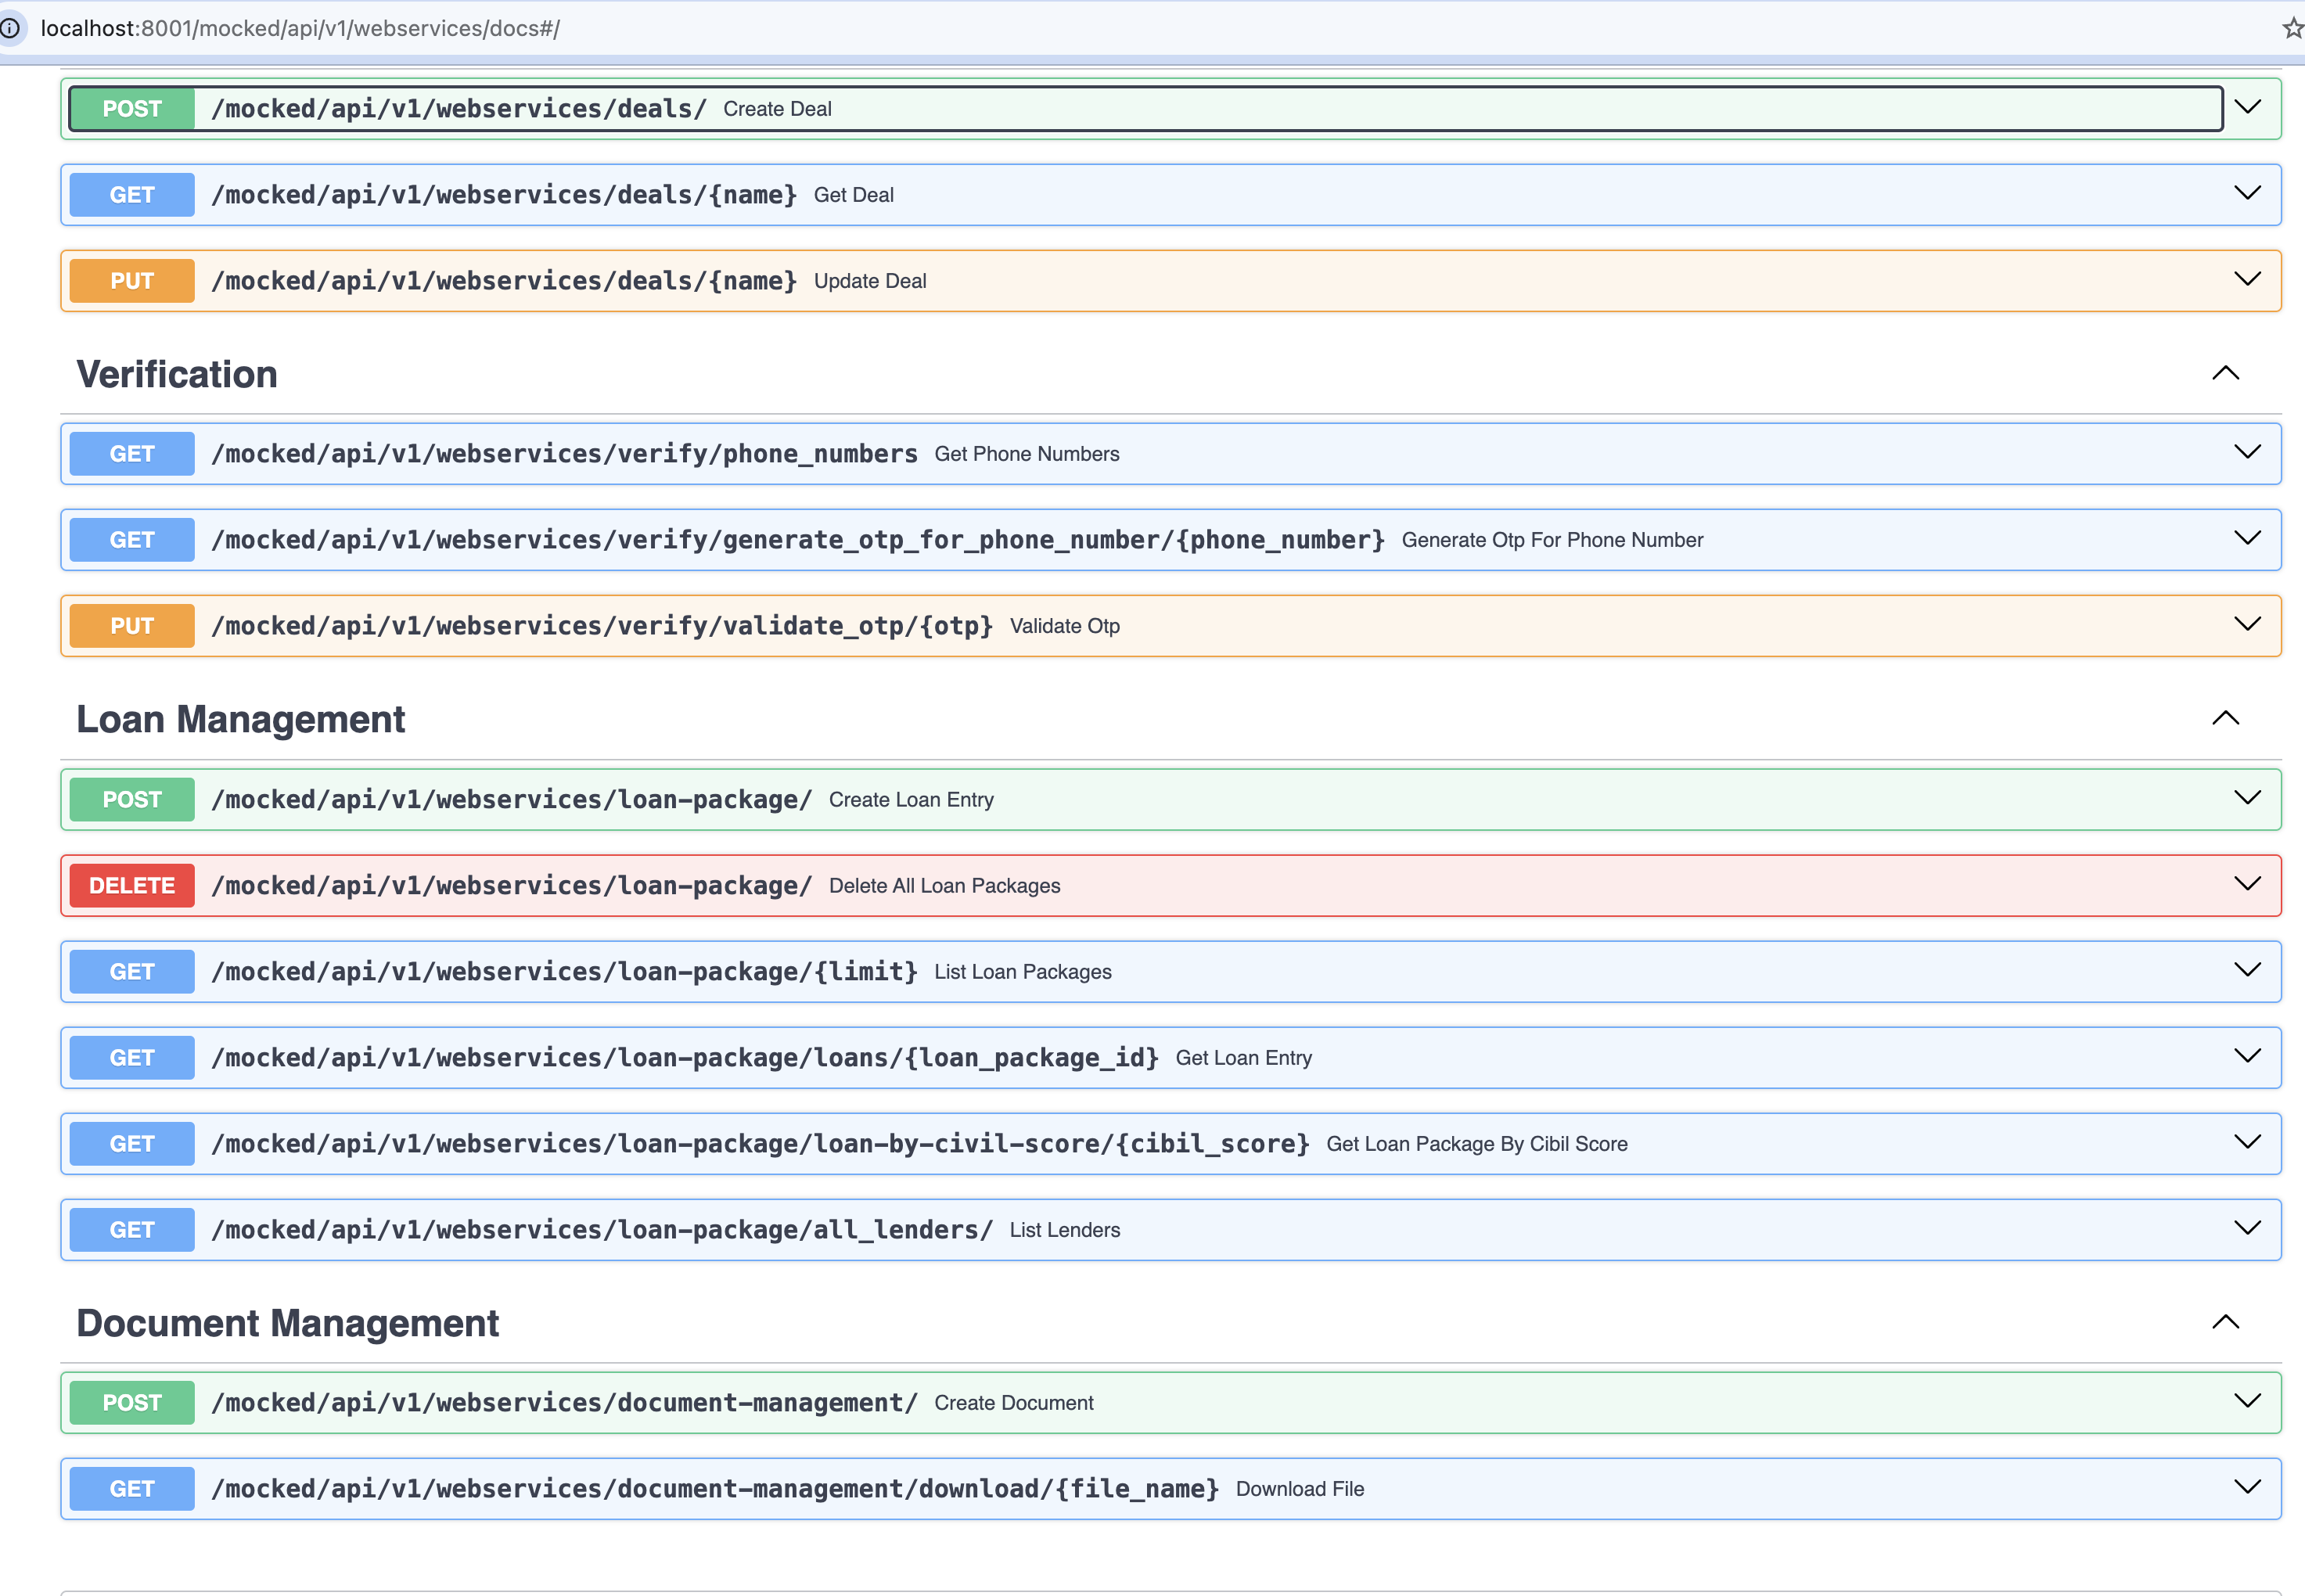 localhost:8001/mocked/api/v1/webservices/docs#/
POST /mocked/api/v1/webservices/deals/ Create Deal
GET /mocked/api/v1/webservices/deals/{name} Get Deal
PUT /mocked/api/v1/webservices/deals/{name} Update Deal
Verification
GET /mocked/api/v1/webservices/verify/phone_numbers Get Phone Numbers
GET /mocked/api/v1/webservices/verify/generate_otp_for_phone_number/{phone_number} Generate Otp For Phone Number
PUT /mocked/api/v1/webservices/verify/validate_otp/{otp} Validate Otp
Loan Management
POST /mocked/api/v1/webservices/loan-package/ Create Loan Entry
DELETE /mocked/api/v1/webservices/loan-package/ Delete All Loan Packages
GET /mocked/api/v1/webservices/loan-package/{limit} List Loan Packages
GET /mocked/api/v1/webservices/loan-package/loans/{loan_package_id} Get Loan Entry
GET /mocked/api/v1/webservices/loan-package/loan-by-civil-score/{cibil_score} Get Loan Package By Cibil Score
GET /mocked/api/v1/webservices/loan-package/all_lenders/ List Lenders
Document Management
POST /mocked/api/v1/webservices/document-management/ Create Document
GET /mocked/api/v1/webservices/document-management/download/{file_name} Download File